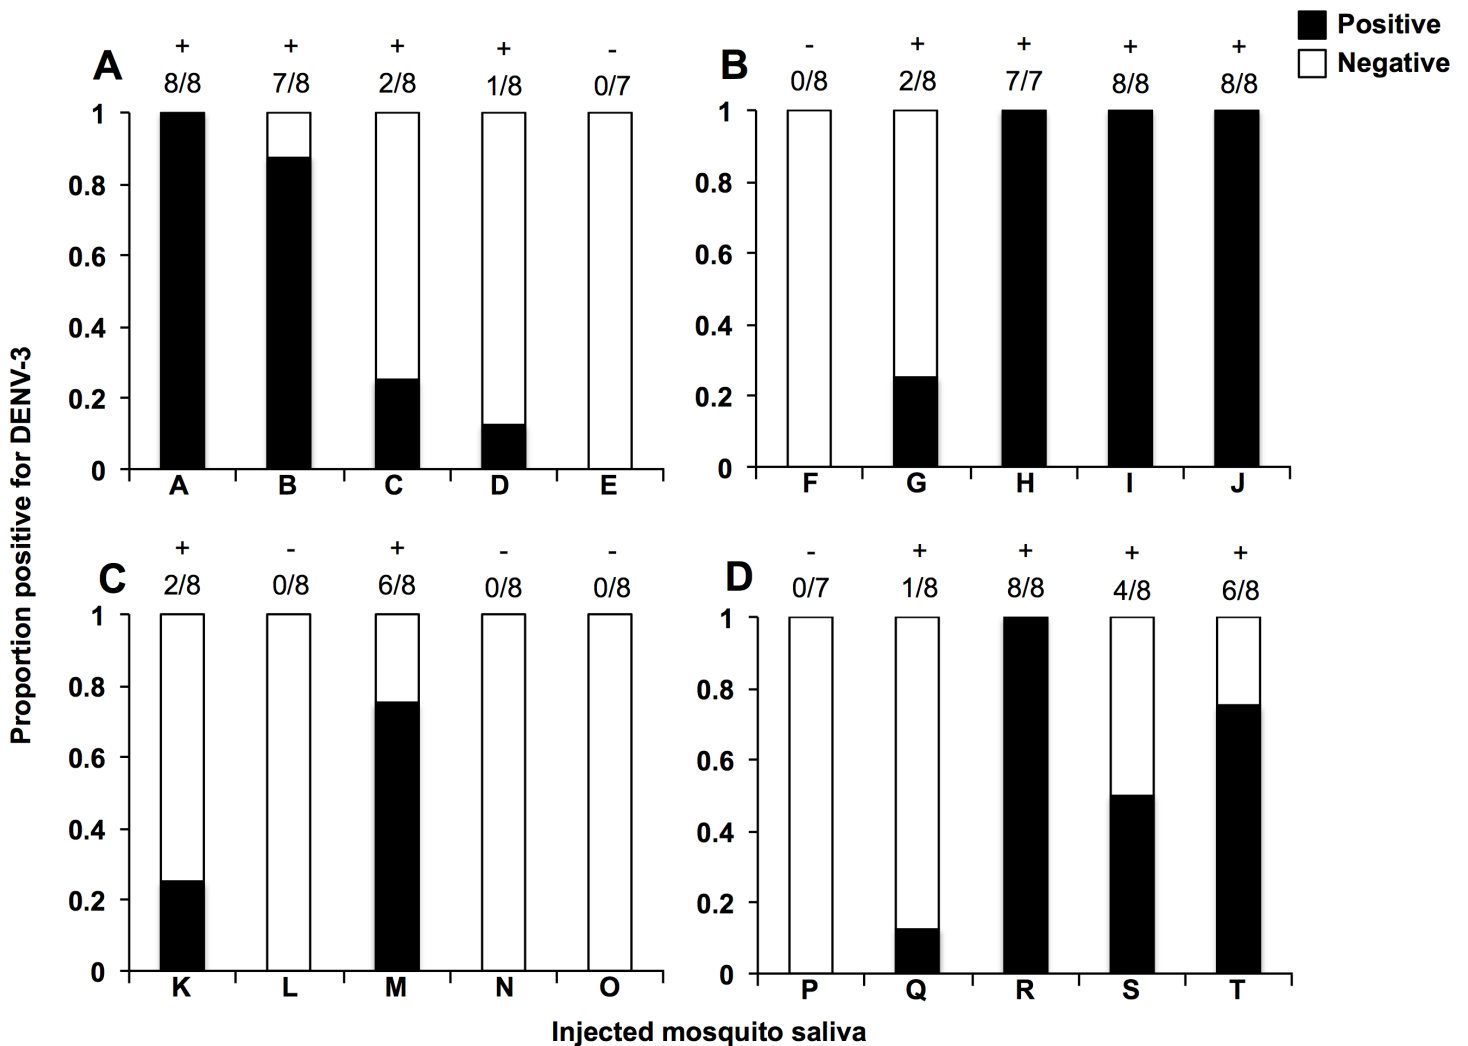 Positive
Negative
A
+ + + + -
8/8 7/8 2/8 1/8 0/7
1
0.8
0.6
0.4
0.2
0
A B C D E
B
- + + + +
0/8 2/8 7/7 8/8 8/8
1
0.8
0.6
0.4
0.2
0
F G H I J
C
+ - + - -
2/8 0/8 6/8 0/8 0/8
1
0.8
0.6
0.4
0.2
0
K L M N O
D
- + + + +
0/7 1/8 8/8 4/8 6/8
1
0.8
0.6
0.4
0.2
0
P Q R S T
Proportion positive for DENV-3
Injected mosquito saliva